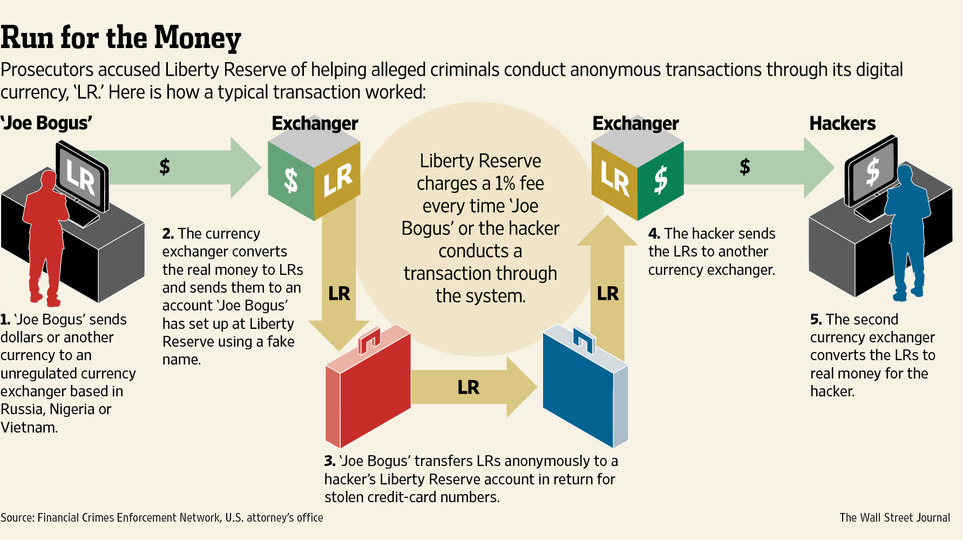 Run for the Money
Prosecutors accused Liberty Reserve of helping alleged criminals conduct anonymous transactions through its digital
currency, ‘LR.’ Here is how a typical transaction worked:
‘Joe Bogus’
Exchanger
Exchanger
Hackers
LR
$
$
LR
LR
$
$
$
Liberty Reserve
charges a 1% fee
every time ‘Joe
Bogus’ or the hacker
conducts a
transaction through
the system.
LR
LR
LR
1. ‘Joe Bogus’ sends
dollars or another
currency to an
unregulated currency
exchanger based in
Russia, Nigeria or
Vietnam.
2. The currency
exchanger converts
the real money to LRs
and sends them to an
account ‘Joe Bogus’
has set up at Liberty
Reserve using a fake
name.
3. ‘Joe Bogus’ transfers LRs anonymously to a
hacker’s Liberty Reserve account in return for
stolen credit-card numbers.
4. The hacker sends
the LRs to another
currency exchanger.
5. The second
currency exchanger
converts the LRs to
real money for the
hacker.
Source: Financial Crimes Enforcement Network, U.S. attorney’s office
The Wall Street Journal